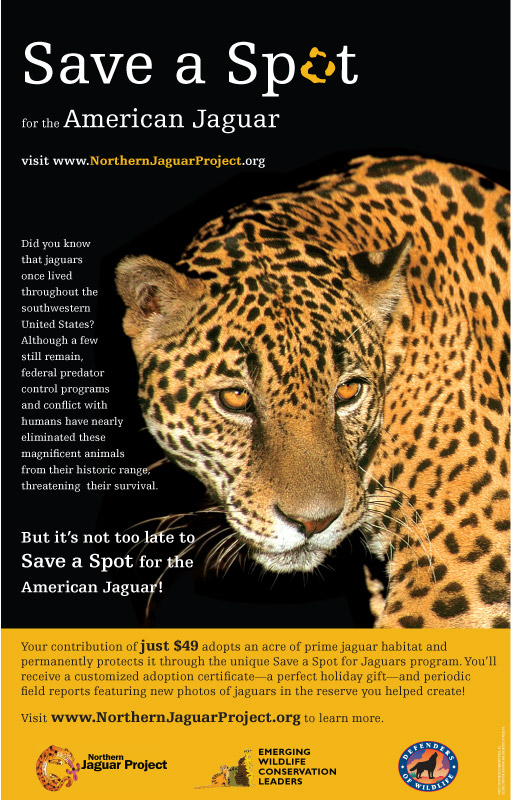 Save a Spot
for the American Jaguar
visit www.NorthernJaguarProject.org
Did you know
that jaguars
once lived
throughout the
southwestern
United States?
Although a few
still remain,
federal predator
control programs
and conflict with
humans have nearly
eliminated these
magnificent animals
from their historic range,
threatening their survival.
But it's not too late to
Save a Spot for the
American Jaguar!
Your contribution of just $49 adopts an acre of prime jaguar habitat and
permanently protects it through the unique Save a Spot for Jaguars program. You'll
receive a customized adoption certificate—a perfect holiday gift—and periodic
field reports featuring new photos of jaguars in the reserve you helped create!
Visit www.NorthernJaguarProject.org to learn more.
Northern
Jaguar Project
EMERGING
WILDLIFE
CONSERVATION
LEADERS
DEFENDERS
OF WILDLIFE